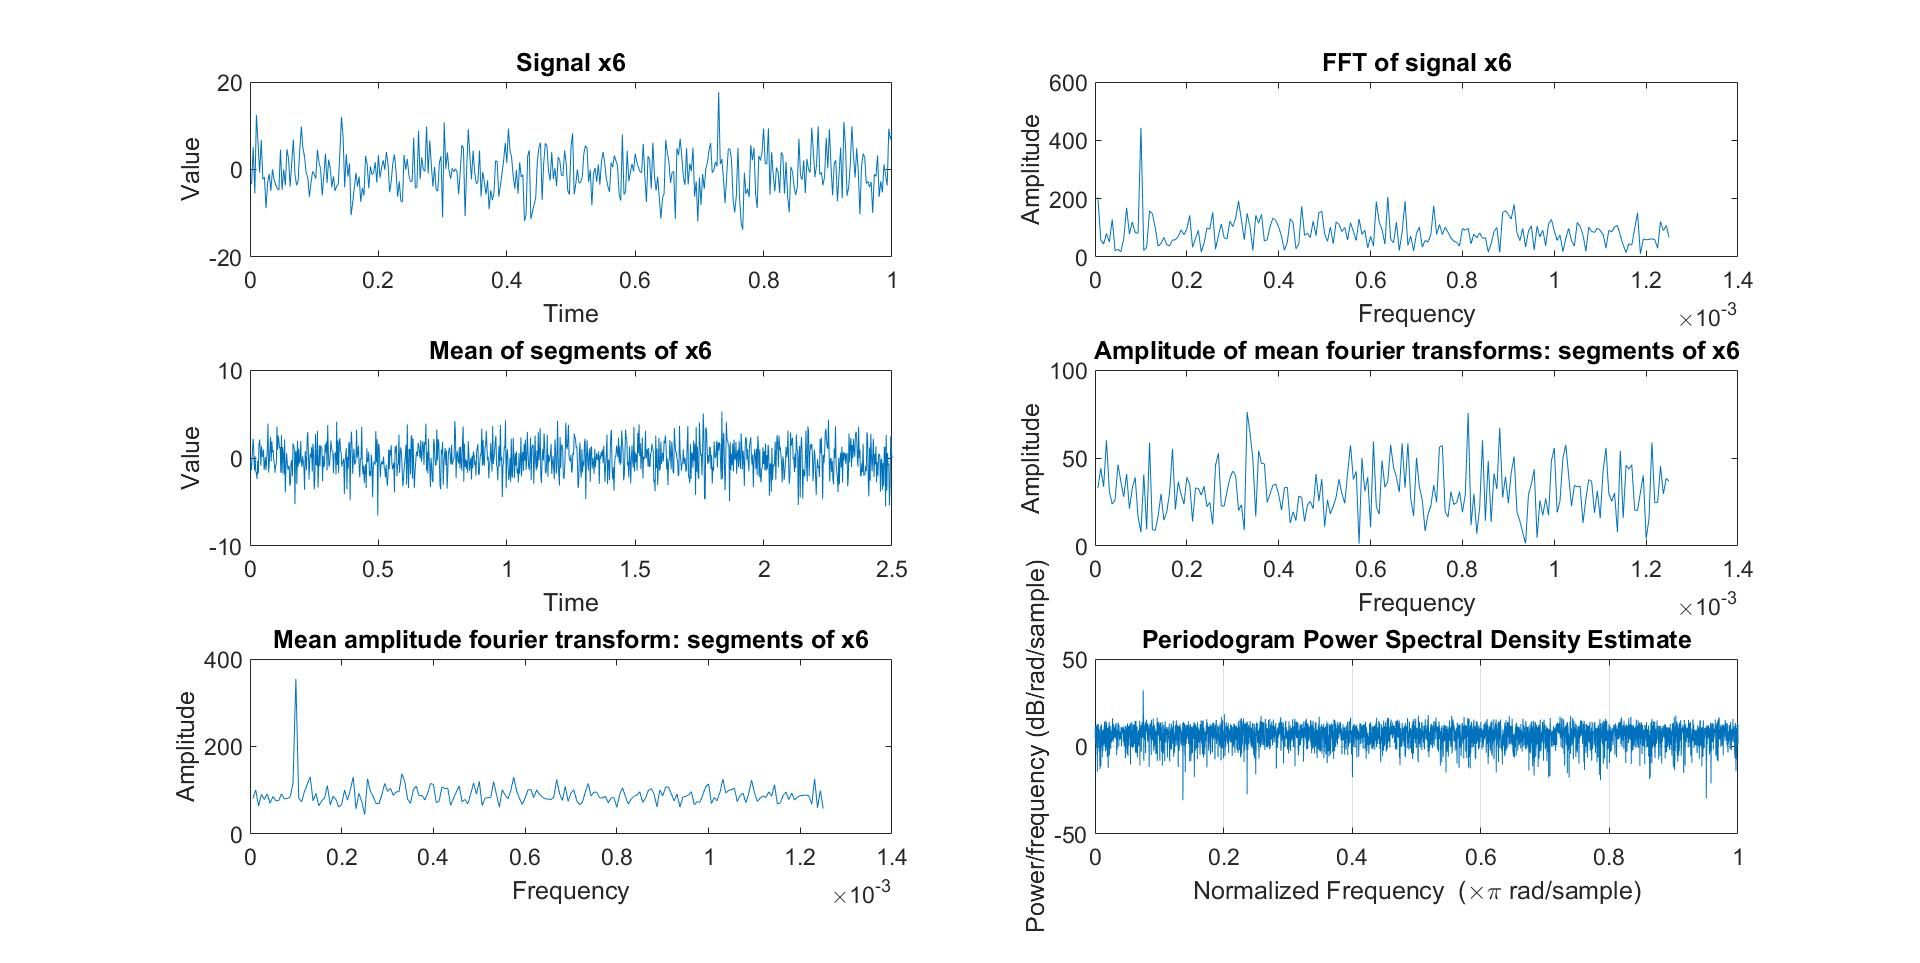 Signal x6
20
0
-20
Value
0 0.2 0.4 0.6 0.8 1
Time
FFT of signal x6
600
400
200
0
Amplitude
0 0.2 0.4 0.6 0.8 1 1.2 1.4
Frequency
×10-3
Mean of segments of x6
10
0
-10
Value
0 0.5 1 1.5 2 2.5
Time
Amplitude of mean fourier transforms: segments of x6
100
50
0
Amplitude
0 0.2 0.4 0.6 0.8 1 1.2 1.4
Frequency
×10-3
Mean amplitude fourier transform: segments of x6
400
200
0
Amplitude
0 0.2 0.4 0.6 0.8 1 1.2 1.4
Frequency
×10-3
Periodogram Power Spectral Density Estimate
50
0
-50
Power/frequency (dB/rad/sample)
0 0.2 0.4 0.6 0.8 1
Normalized Frequency (×π rad/sample)